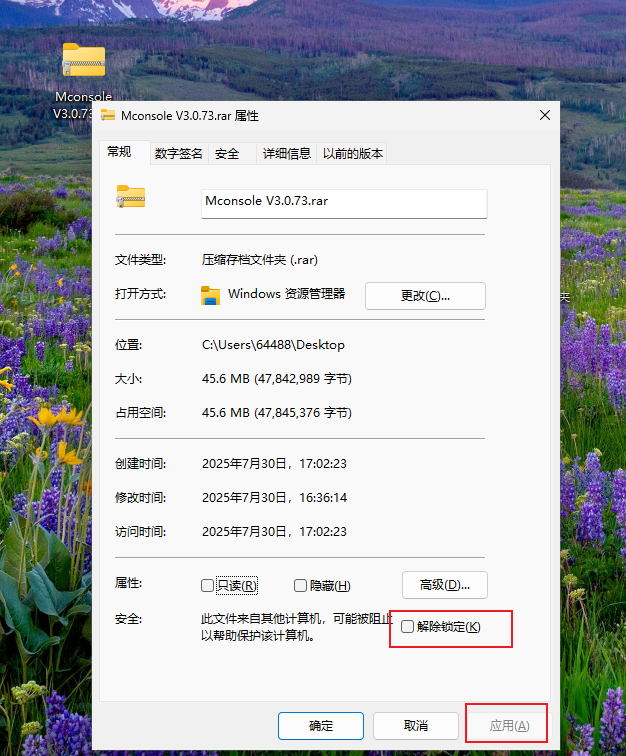 Mconsole
V3.0.73
Mconsole V3.0.73.rar 属性
常规 数字签名 安全 详细信息 以前的版本
Mconsole V3.0.73.rar
文件类型: 压缩存档文件夹 (.rar)
打开方式: Windows 资源管理器 更改(C)...
位置: C:\Users\64488\Desktop
大小: 45.6 MB (47,842,989 字节)
占用空间: 45.6 MB (47,845,376 字节)
创建时间: 2025年7月30日，17:02:23
修改时间: 2025年7月30日，16:36:14
访问时间: 2025年7月30日，17:02:23
属性: 只读(R) 隐藏(H) 高级(D)...
安全: 此文件来自其他计算机，可能被阻止 解除锁定(K)
以帮助保护该计算机。
确定 取消 应用(A)